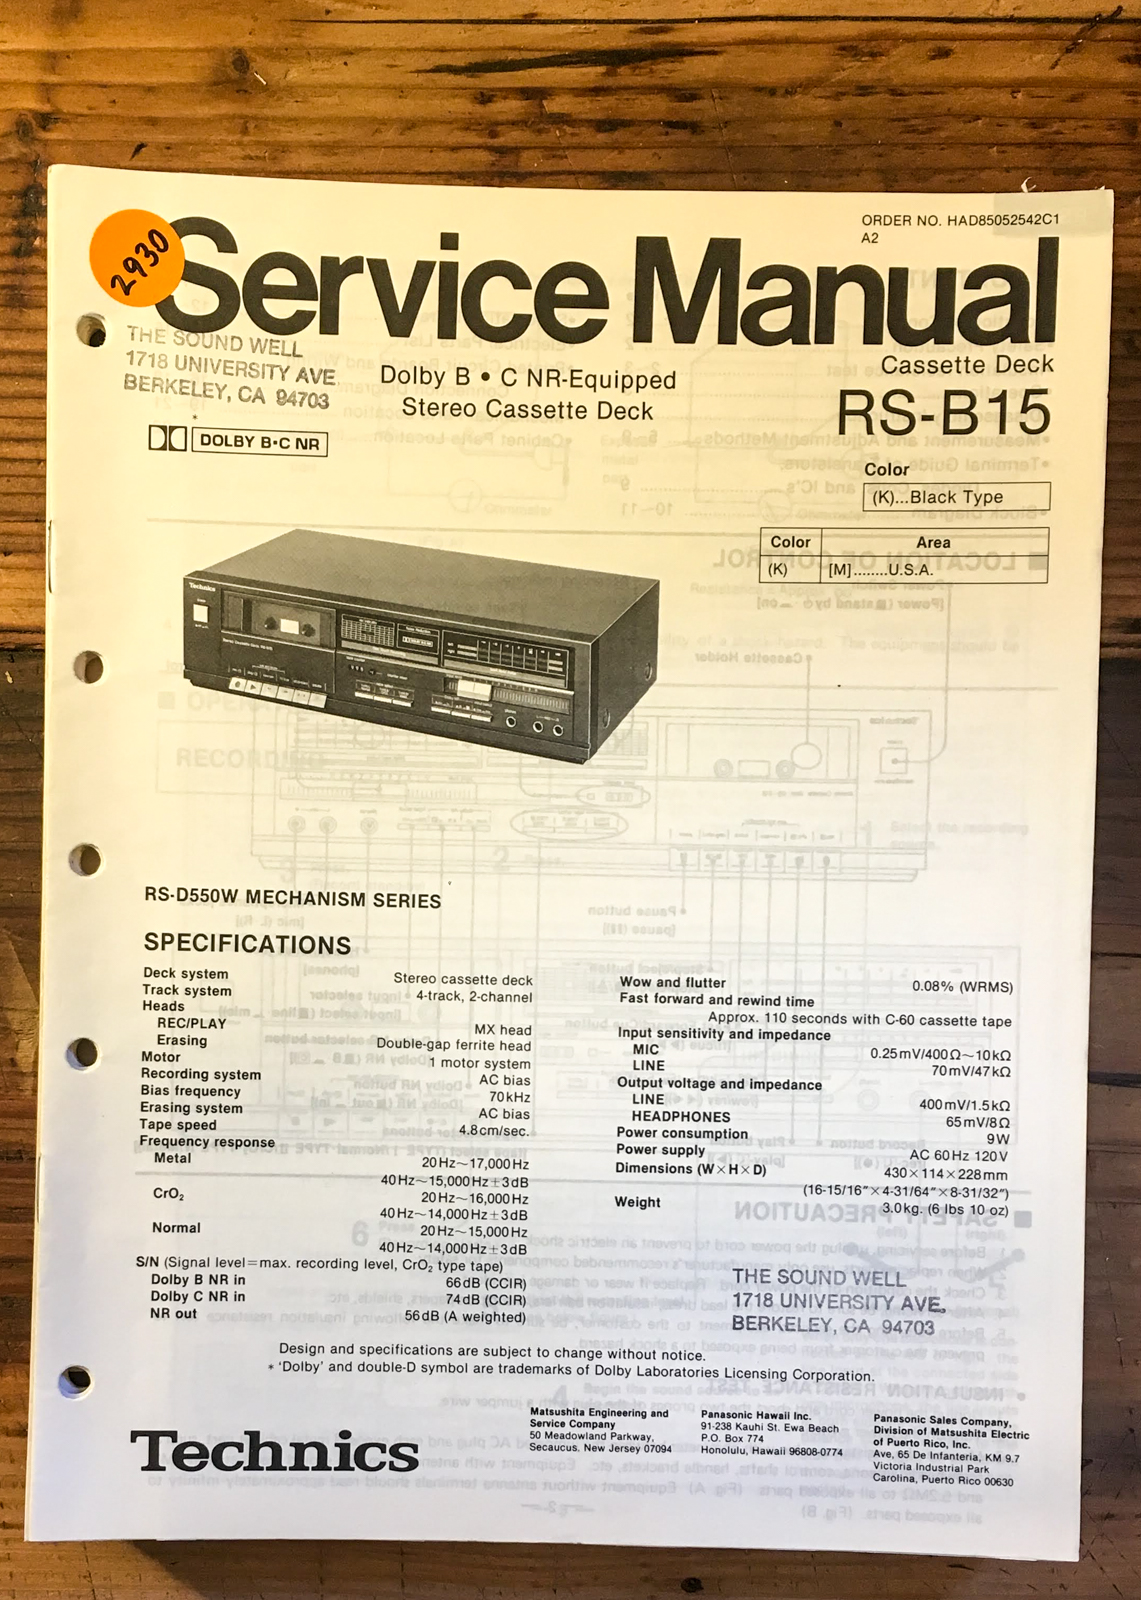 ORDER NO. HAD85052542C1
A2
2930
Service Manual
THE SOUND WELL
1718 UNIVERSITY AVE
BERKELEY, CA 94703
Dolby B • C NR-Equipped
Stereo Cassette Deck
Cassette Deck
RS-B15
DOLBY B•C NR
Color
(K)...Black Type
Color Area
(K) [M]........U.S.A.
Technics
RS-D550W MECHANISM SERIES
SPECIFICATIONS
Deck system Stereo cassette deck
Track system 4-track, 2-channel
Heads
REC/PLAY MX head
Erasing Double-gap ferrite head
Motor 1 motor system
Recording system AC bias
Bias frequency 70kHz
Erasing system AC bias
Tape speed 4.8cm/sec.
Frequency response
Metal 20Hz~17,000Hz
40Hz~15,000Hz±3dB
CrO₂ 20Hz~16,000Hz
40Hz~14,000Hz±3dB
Normal 20Hz~15,000Hz
40Hz~14,000Hz±3dB
S/N (Signal level=max. recording level, CrO₂ type tape)
Dolby B NR in 66dB (CCIR)
Dolby C NR in 74dB (CCIR)
NR out 56dB (A weighted)
Wow and flutter 0.08% (WRMS)
Fast forward and rewind time
Approx. 110 seconds with C-60 cassette tape
Input sensitivity and impedance
MIC 0.25mV/400Ω~10kΩ
LINE 70mV/47kΩ
Output voltage and impedance
LINE 400mV/1.5kΩ
HEADPHONES 65mV/8Ω
Power consumption 9W
Power supply AC 60Hz 120V
Dimensions (W×H×D) 430×114×228mm
(16-15/16"×4-31/64"×8-31/32")
Weight 3.0kg. (6 lbs 10 oz)
THE SOUND WELL
1718 UNIVERSITY AVE.
BERKELEY, CA 94703
Design and specifications are subject to change without notice.
* 'Dolby' and double-D symbol are trademarks of Dolby Laboratories Licensing Corporation.
Technics
Matsushita Engineering and
Service Company
50 Meadowland Parkway,
Secaucus. New Jersey 07094
Panasonic Hawaii Inc.
91-238 Kauhi St. Ewa Beach
P.O. Box 774
Honolulu, Hawaii 96808-0774
Panasonic Sales Company,
Division of Matsushita Electric
of Puerto Rico, Inc.
Ave, 65 De Infanteria, KM 9.7
Victoria Industrial Park
Carolina, Puerto Rico 00630